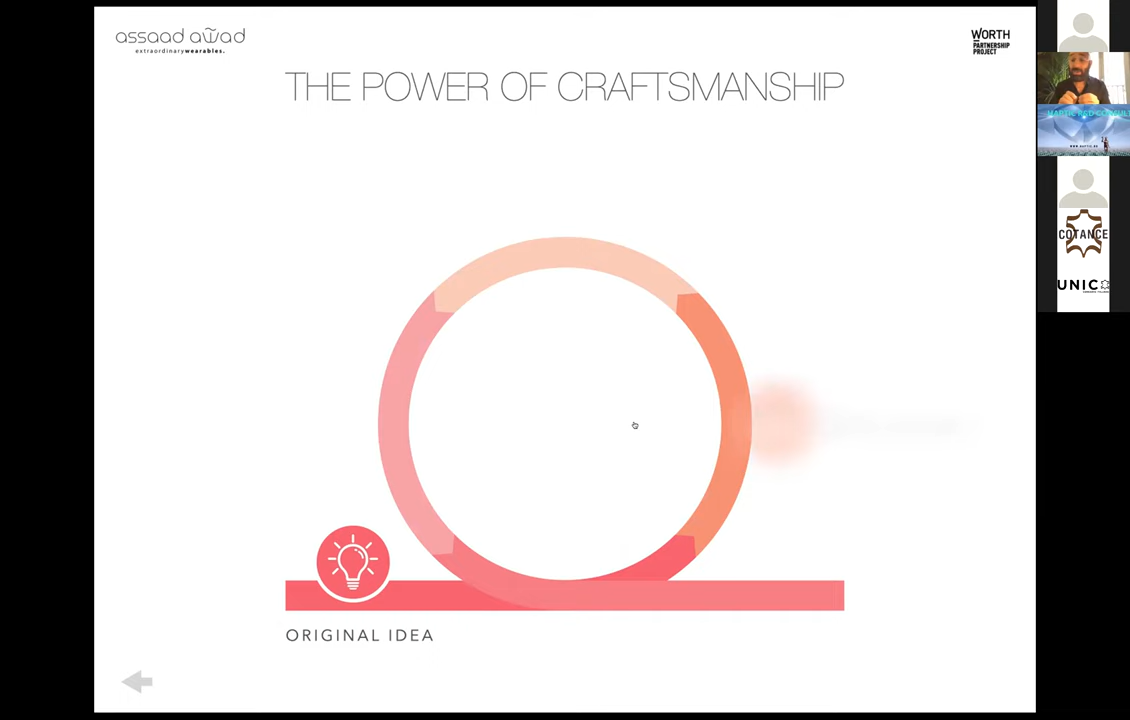 assaad awad
extraordinarywearables.
WORTH
PARTNERSHIP
PROJECT
THE POWER OF CRAFTSMANSHIP
ORIGINAL IDEA
COTANCE
UNIC